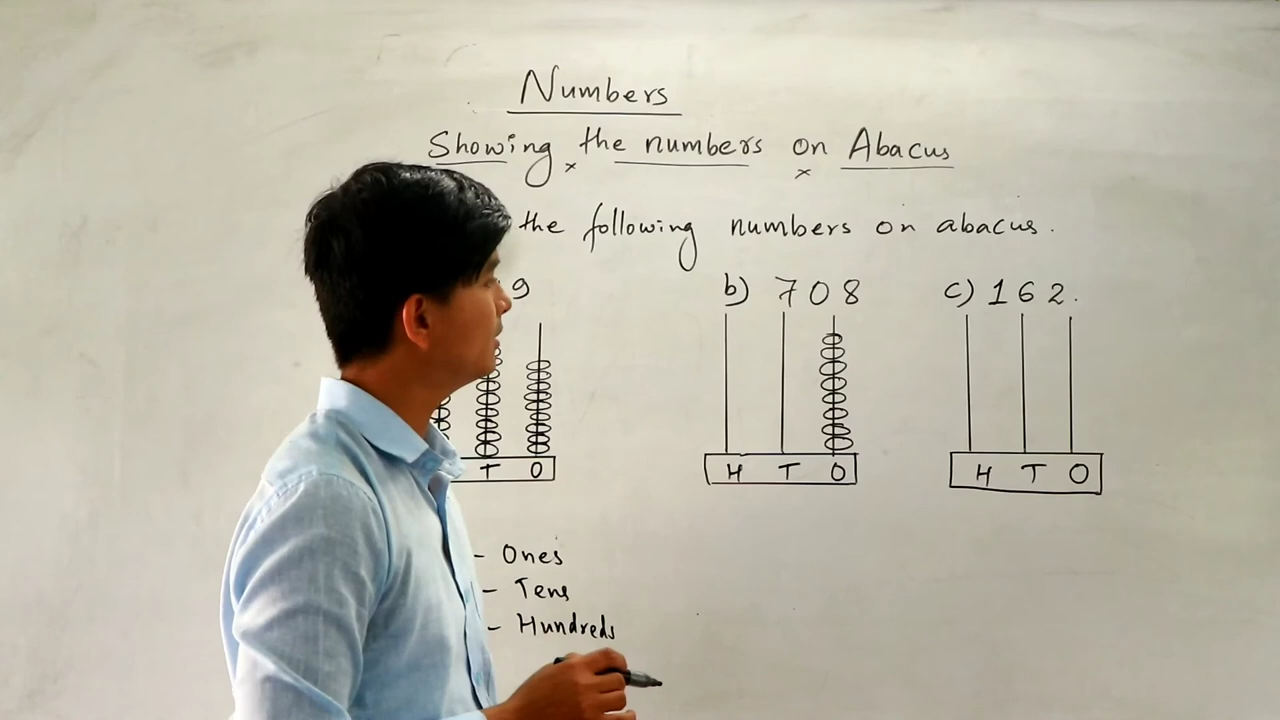 Numbers
Showing the numbers on Abacus
the following numbers on abacus.
9
b) 708
c) 162.
T O
H T O
H T O
- Ones
- Tens
- Hundreds